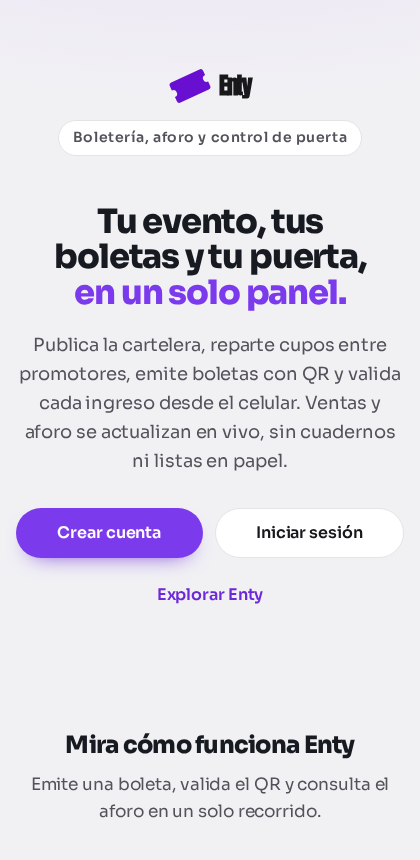 Enty
Boletería, aforo y control de puerta
Tu evento, tus
boletas y tu puerta,
en un solo panel.
Publica la cartelera, reparte cupos entre
promotores, emite boletas con QR y valida
cada ingreso desde el celular. Ventas y
aforo se actualizan en vivo, sin cuadernos
ni listas en papel.
Crear cuenta
Iniciar sesión
Explorar Enty
Mira cómo funciona Enty
Emite una boleta, valida el QR y consulta el
aforo en un solo recorrido.